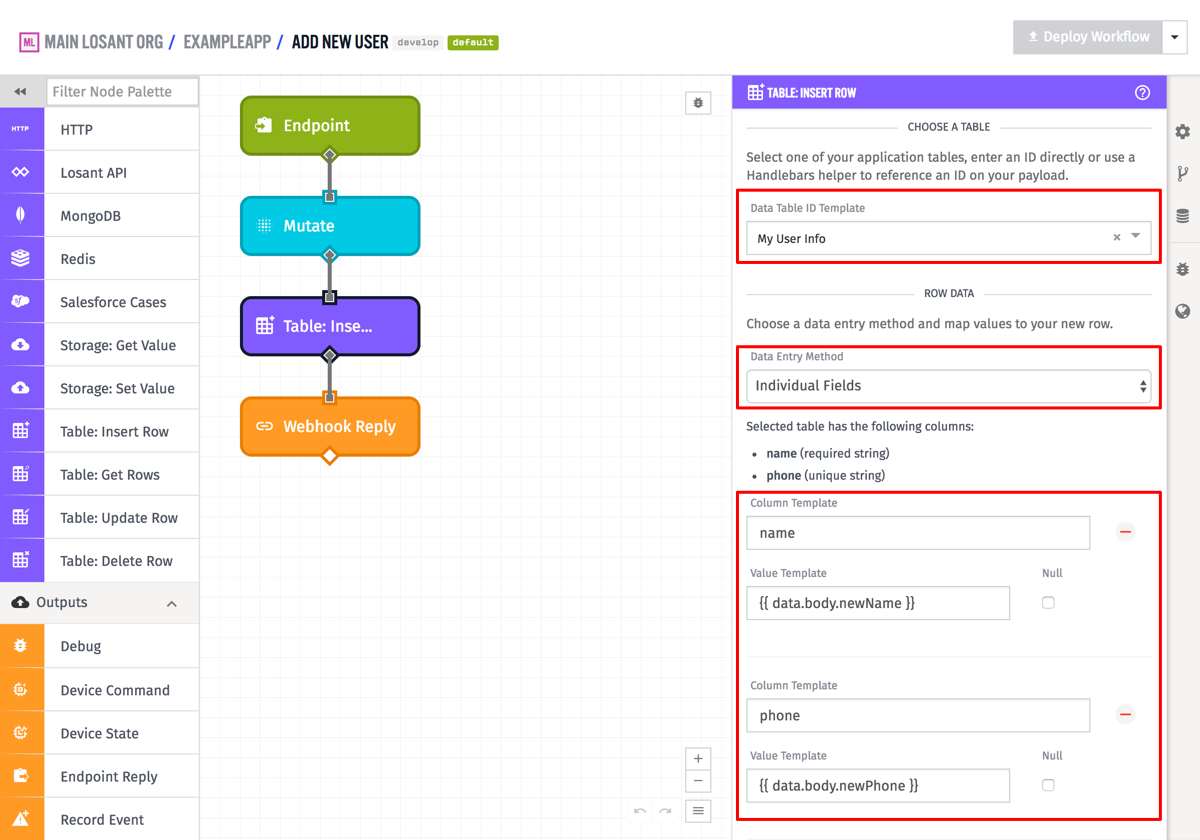 ML MAIN LOSANT ORG / EXAMPLEAPP / ADD NEW USER develop default
Deploy Workflow
Filter Node Palette
HTTP HTTP
Losant API
MongoDB
Redis
sf Salesforce Cases
Storage: Get Value
Storage: Set Value
Table: Insert Row
Table: Get Rows
Table: Update Row
Table: Delete Row
Outputs
Debug
Device Command
Device State
Endpoint Reply
Record Event
Endpoint
Mutate
Table: Inse...
Webhook Reply
TABLE: INSERT ROW
CHOOSE A TABLE
Select one of your application tables, enter an ID directly or use a
Handlebars helper to reference an ID on your payload.
Data Table ID Template
My User Info
ROW DATA
Choose a data entry method and map values to your new row.
Data Entry Method
Individual Fields
Selected table has the following columns:
• name (required string)
• phone (unique string)
Column Template
name
Value Template Null
{{ data.body.newName }}
Column Template
phone
Value Template Null
{{ data.body.newPhone }}